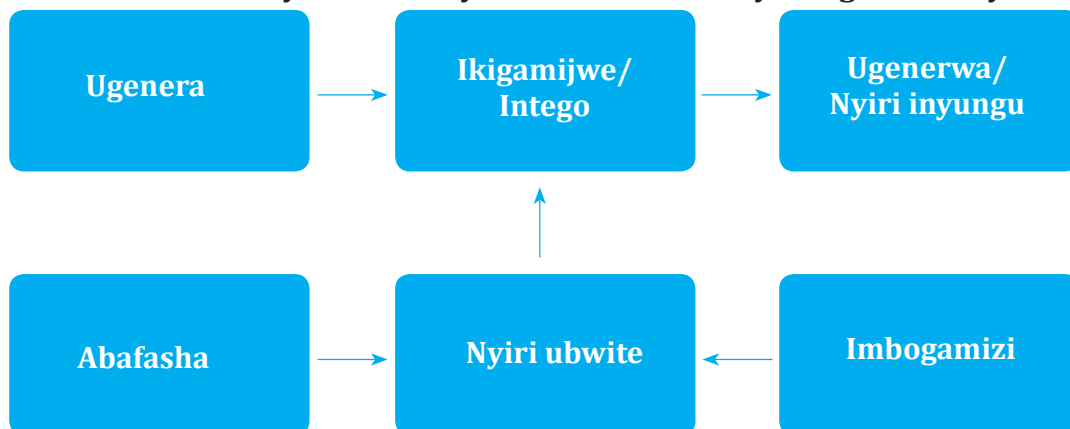 Ugenera
Ikigamijwe/
Intego
Ugenerwa/
Nyiri inyungu
Abafasha
Nyiri ubwite
Imbogamizi